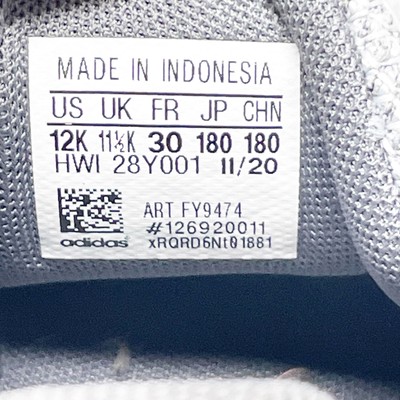 MADE IN INDONESIA
US UK FR JP CHN
12K 11½K 30 180 180
HWI 28Y001 11/20
ART FY9474
#126920011
adidas xRQRD6Nt01881